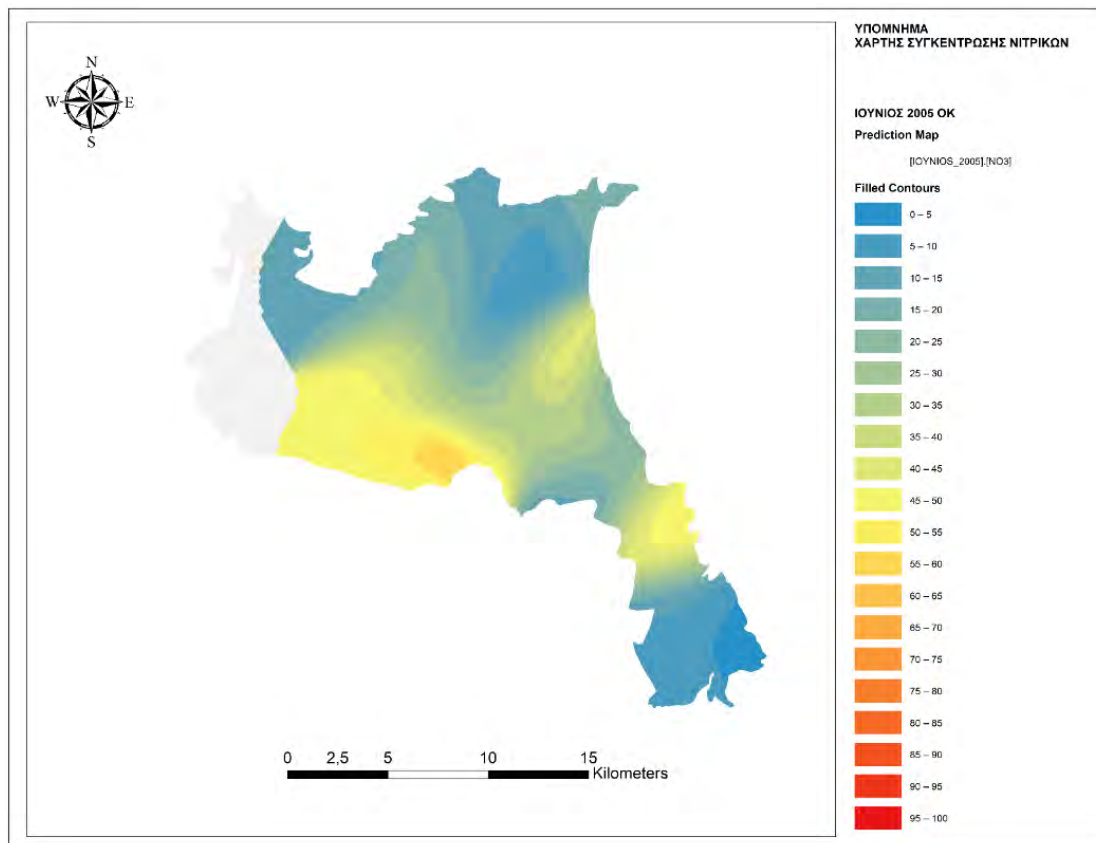 ΥΠΟΜΝΗΜΑ
ΧΑΡΤΗΣ ΣΥΓΚΕΝΤΡΩΣΗΣ ΝΙΤΡΙΚΩΝ
N
W E
S
ΙΟΥΝΙΟΣ 2005 ΟΚ
Prediction Map
[IOYNIOS_2005].[NO3]
Filled Contours
0 – 5
5 – 10
10 – 15
15 – 20
20 – 25
25 – 30
30 – 35
35 – 40
40 – 45
45 – 50
50 – 55
55 – 60
60 – 65
65 – 70
70 – 75
75 – 80
80 – 85
85 – 90
90 – 95
95 – 100
0 2,5 5 10 15
Kilometers